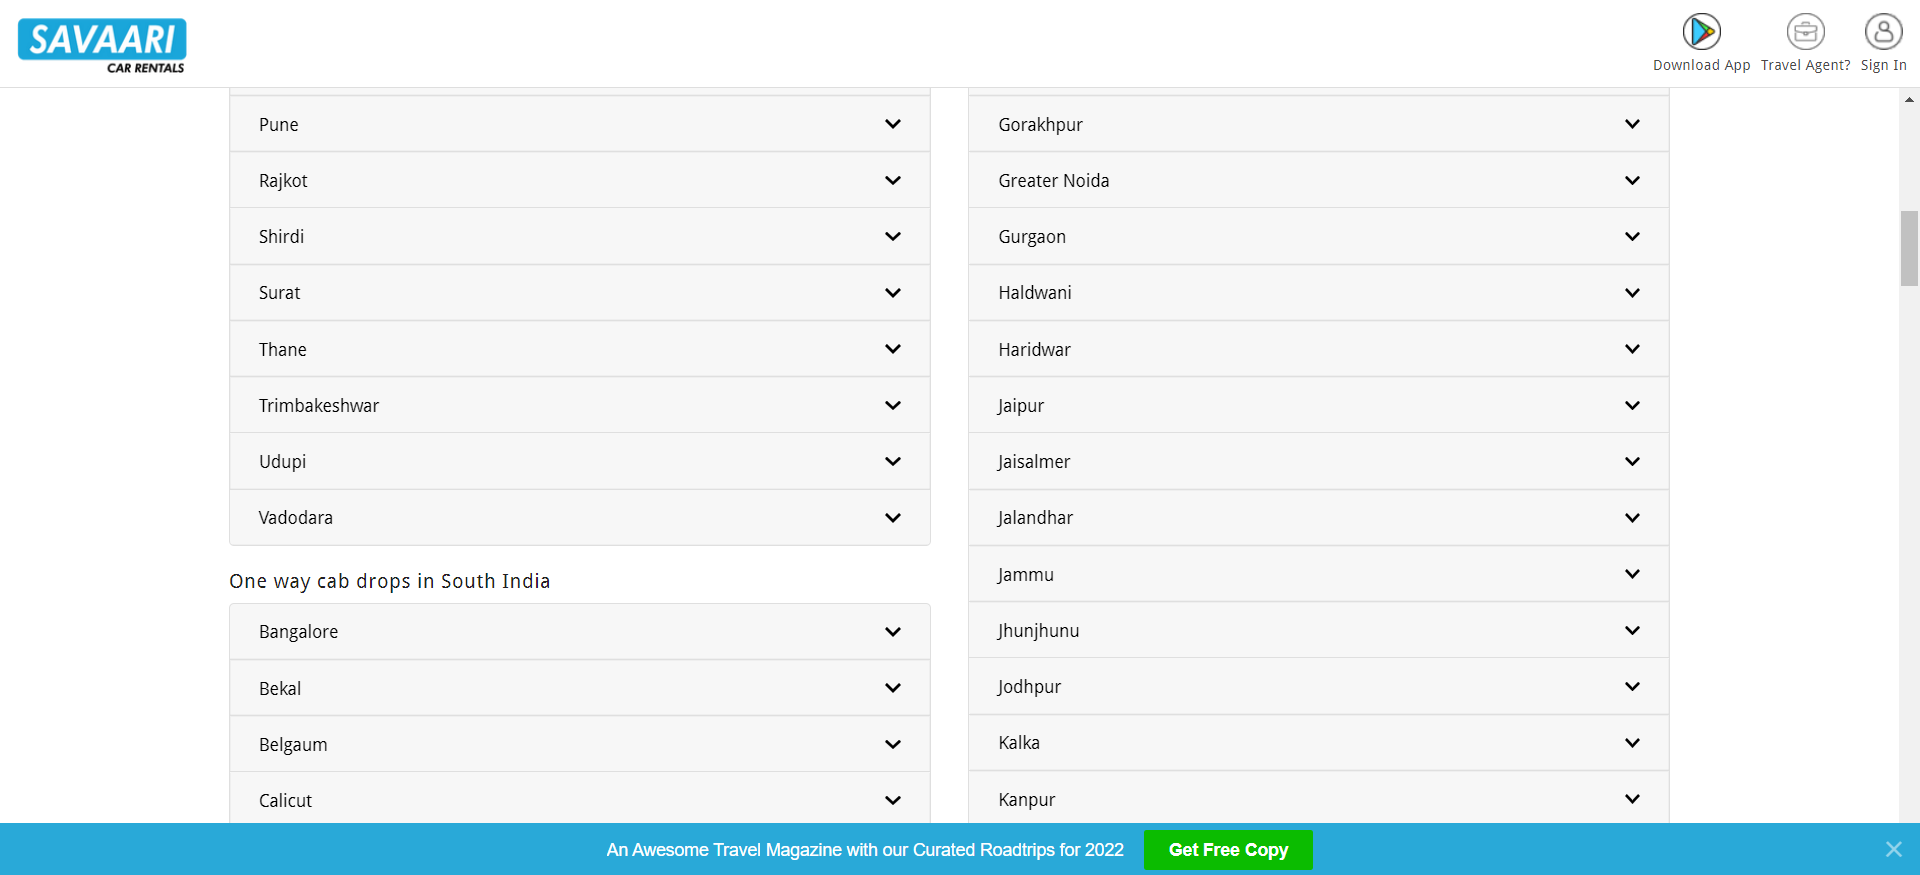 SAVAARI
CAR RENTALS
Download App
Travel Agent?
Sign In
Pune
Rajkot
Shirdi
Surat
Thane
Trimbakeshwar
Udupi
Vadodara
One way cab drops in South India
Bangalore
Bekal
Belgaum
Calicut
Gorakhpur
Greater Noida
Gurgaon
Haldwani
Haridwar
Jaipur
Jaisalmer
Jalandhar
Jammu
Jhunjhunu
Jodhpur
Kalka
Kanpur
An Awesome Travel Magazine with our Curated Roadtrips for 2022
Get Free Copy